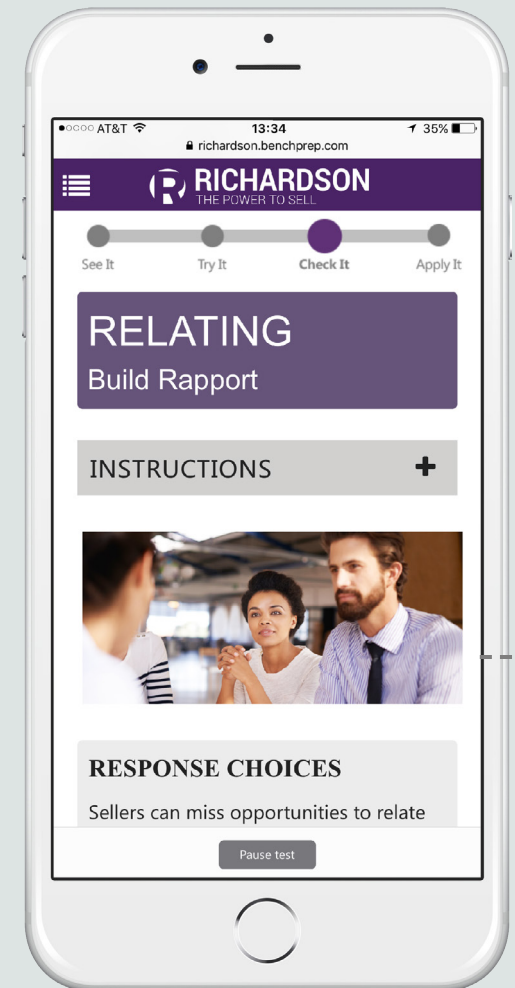 AT&T 13:34 35%
richardson.benchprep.com
R RICHARDSON
THE POWER TO SELL
See It Try It Check It Apply It
RELATING
Build Rapport
INSTRUCTIONS +
RESPONSE CHOICES
Sellers can miss opportunities to relate
Pause test